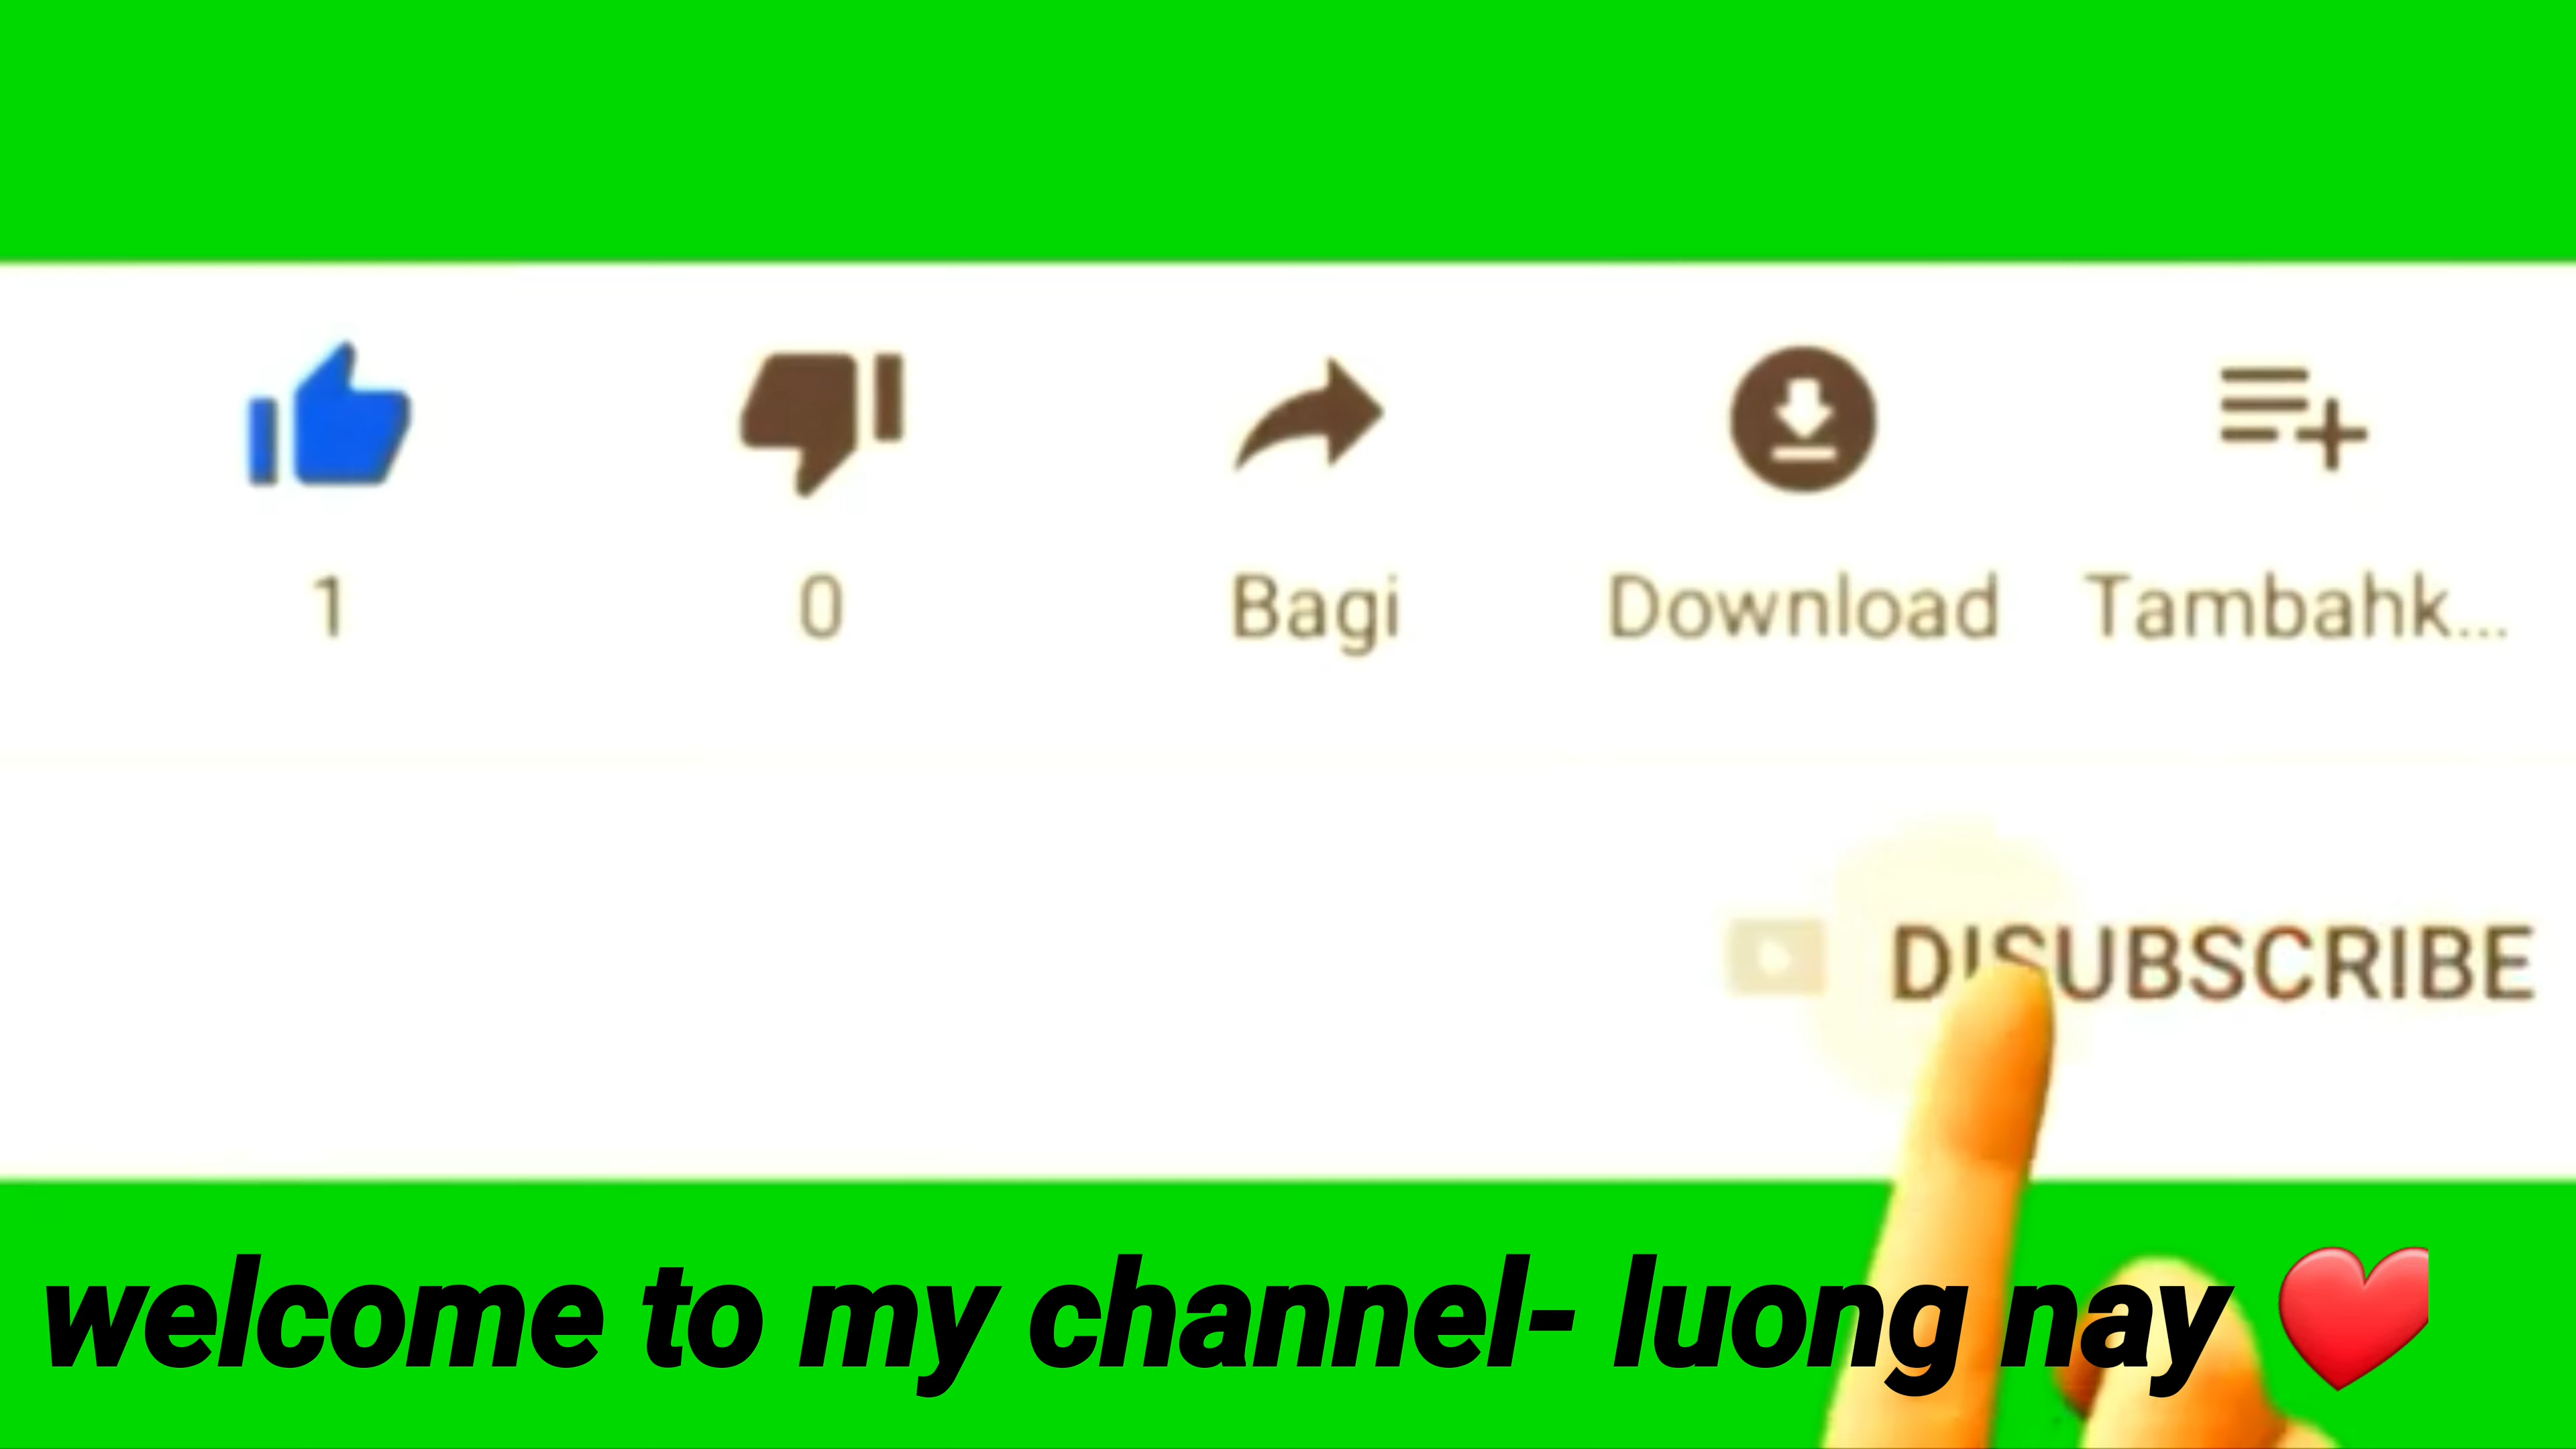 1 0 Bagi Download Tambahk...
DISUBSCRIBE
welcome to my channel- luong nay ❤️